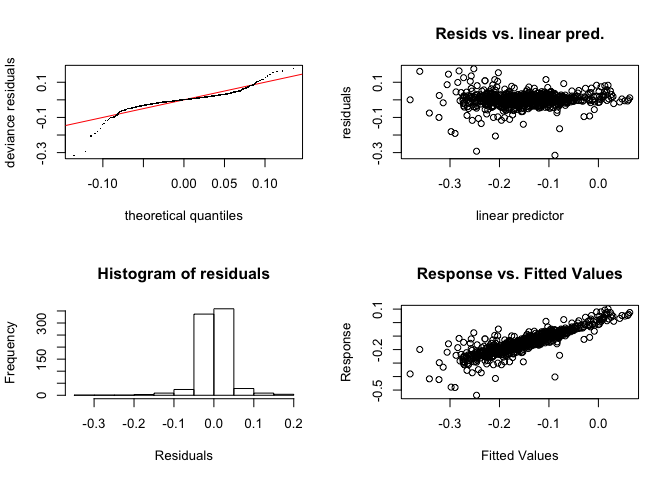 deviance residuals
-0.3
-0.1
0.1
-0.10
0.00
0.05
0.10
theoretical quantiles
Resids vs. linear pred.
residuals
-0.3
-0.1
0.1
-0.3
-0.2
-0.1
0.0
linear predictor
Histogram of residuals
Frequency
0
150
300
-0.3
-0.2
-0.1
0.0
0.1
0.2
Residuals
Response vs. Fitted Values
Response
-0.5
-0.2
0.1
-0.3
-0.2
-0.1
0.0
Fitted Values